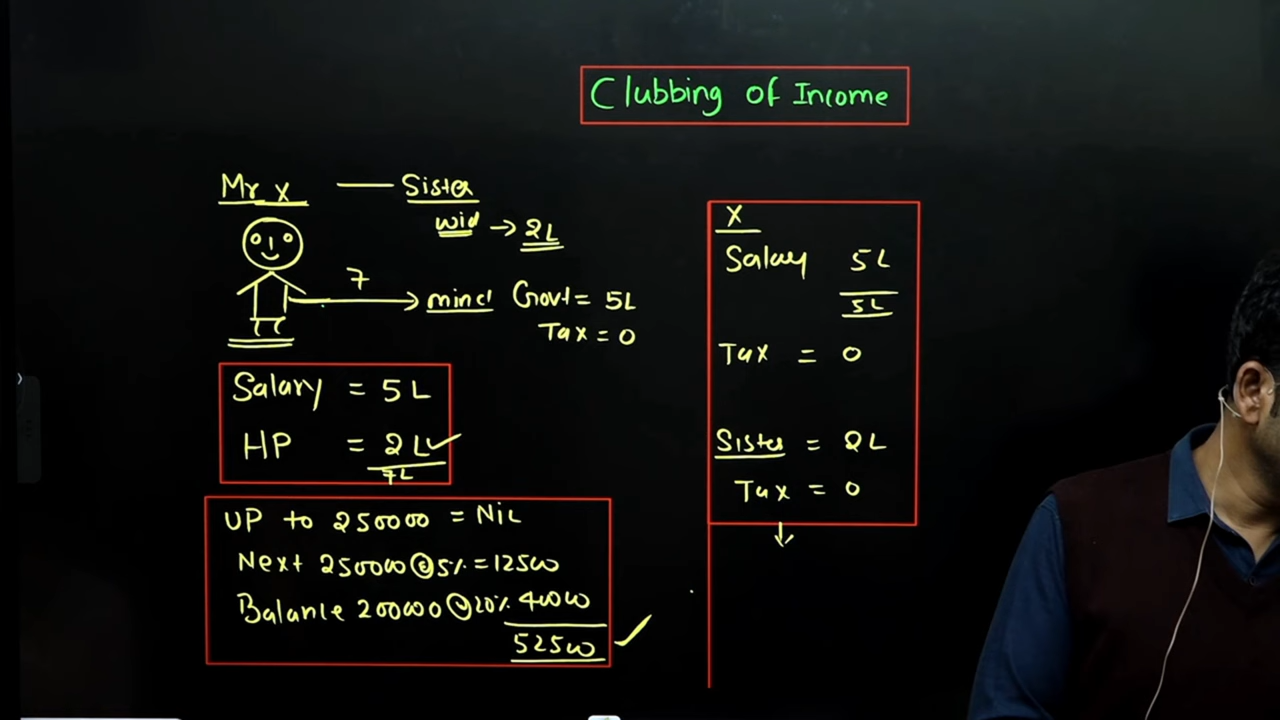 Clubbing of Income
Mr X — Sister
wid → 2L
7
mind Govt = 5L
Tax = 0
Salary = 5L
HP = 2L ✓
7L
UP to 250000 = NiL
Next 250000 @ 5% = 12500
Balance 200000 @ 20% 40000
52500 ✓
X
Salary 5L
5L
Tax = 0
Sister = 2L
Tax = 0